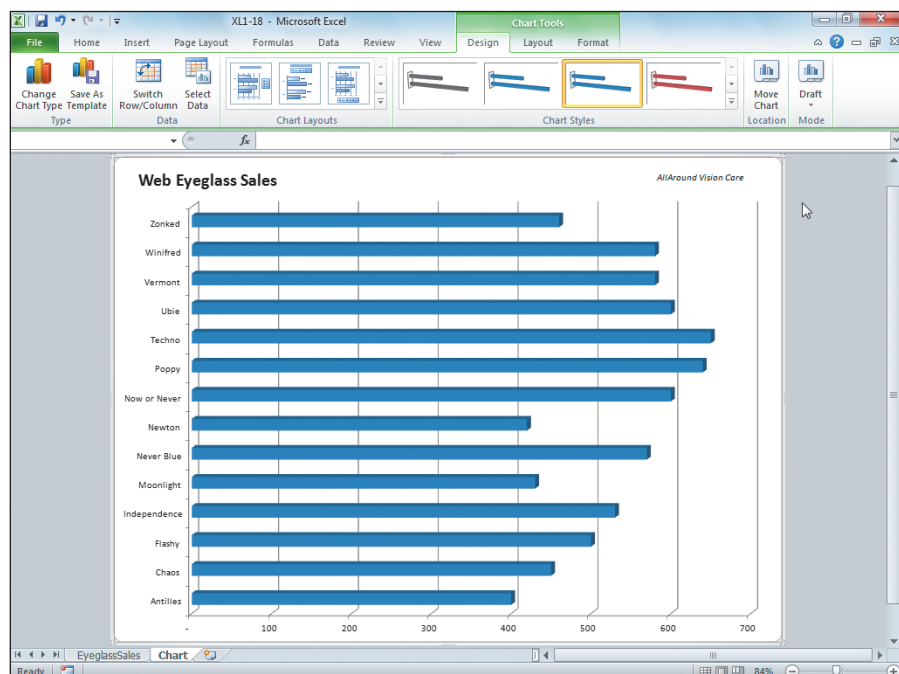 XL1-18 - Microsoft Excel
Chart Tools
File Home Insert Page Layout Formulas Data Review View Design Layout Format
Change Chart Type
Save As Template
Switch Row/Column
Select Data
Move Chart
Draft
Type
Data
Chart Layouts
Chart Styles
Location
Mode
fx
Web Eyeglass Sales
AllAround Vision Care
Zonked
Winifred
Vermont
Ubie
Techno
Poppy
Now or Never
Newton
Never Blue
Moonlight
Independence
Flashy
Chaos
Antilles
- 100 200 300 400 500 600 700
EyeglassSales Chart
Ready 84%